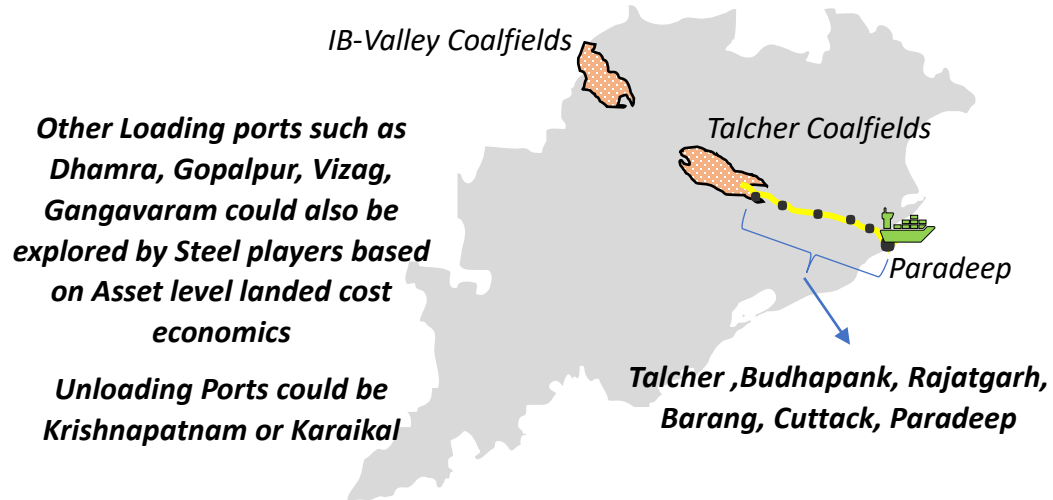 IB-Valley Coalfields
Other Loading ports such as
Dhamra, Gopalpur, Vizag,
Gangavaram could also be
explored by Steel players based
on Asset level landed cost
economics
Unloading Ports could be
Krishnapatnam or Karaikal
Talcher Coalfields
Paradeep
Talcher ,Budhapank, Rajatgarh,
Barang, Cuttack, Paradeep